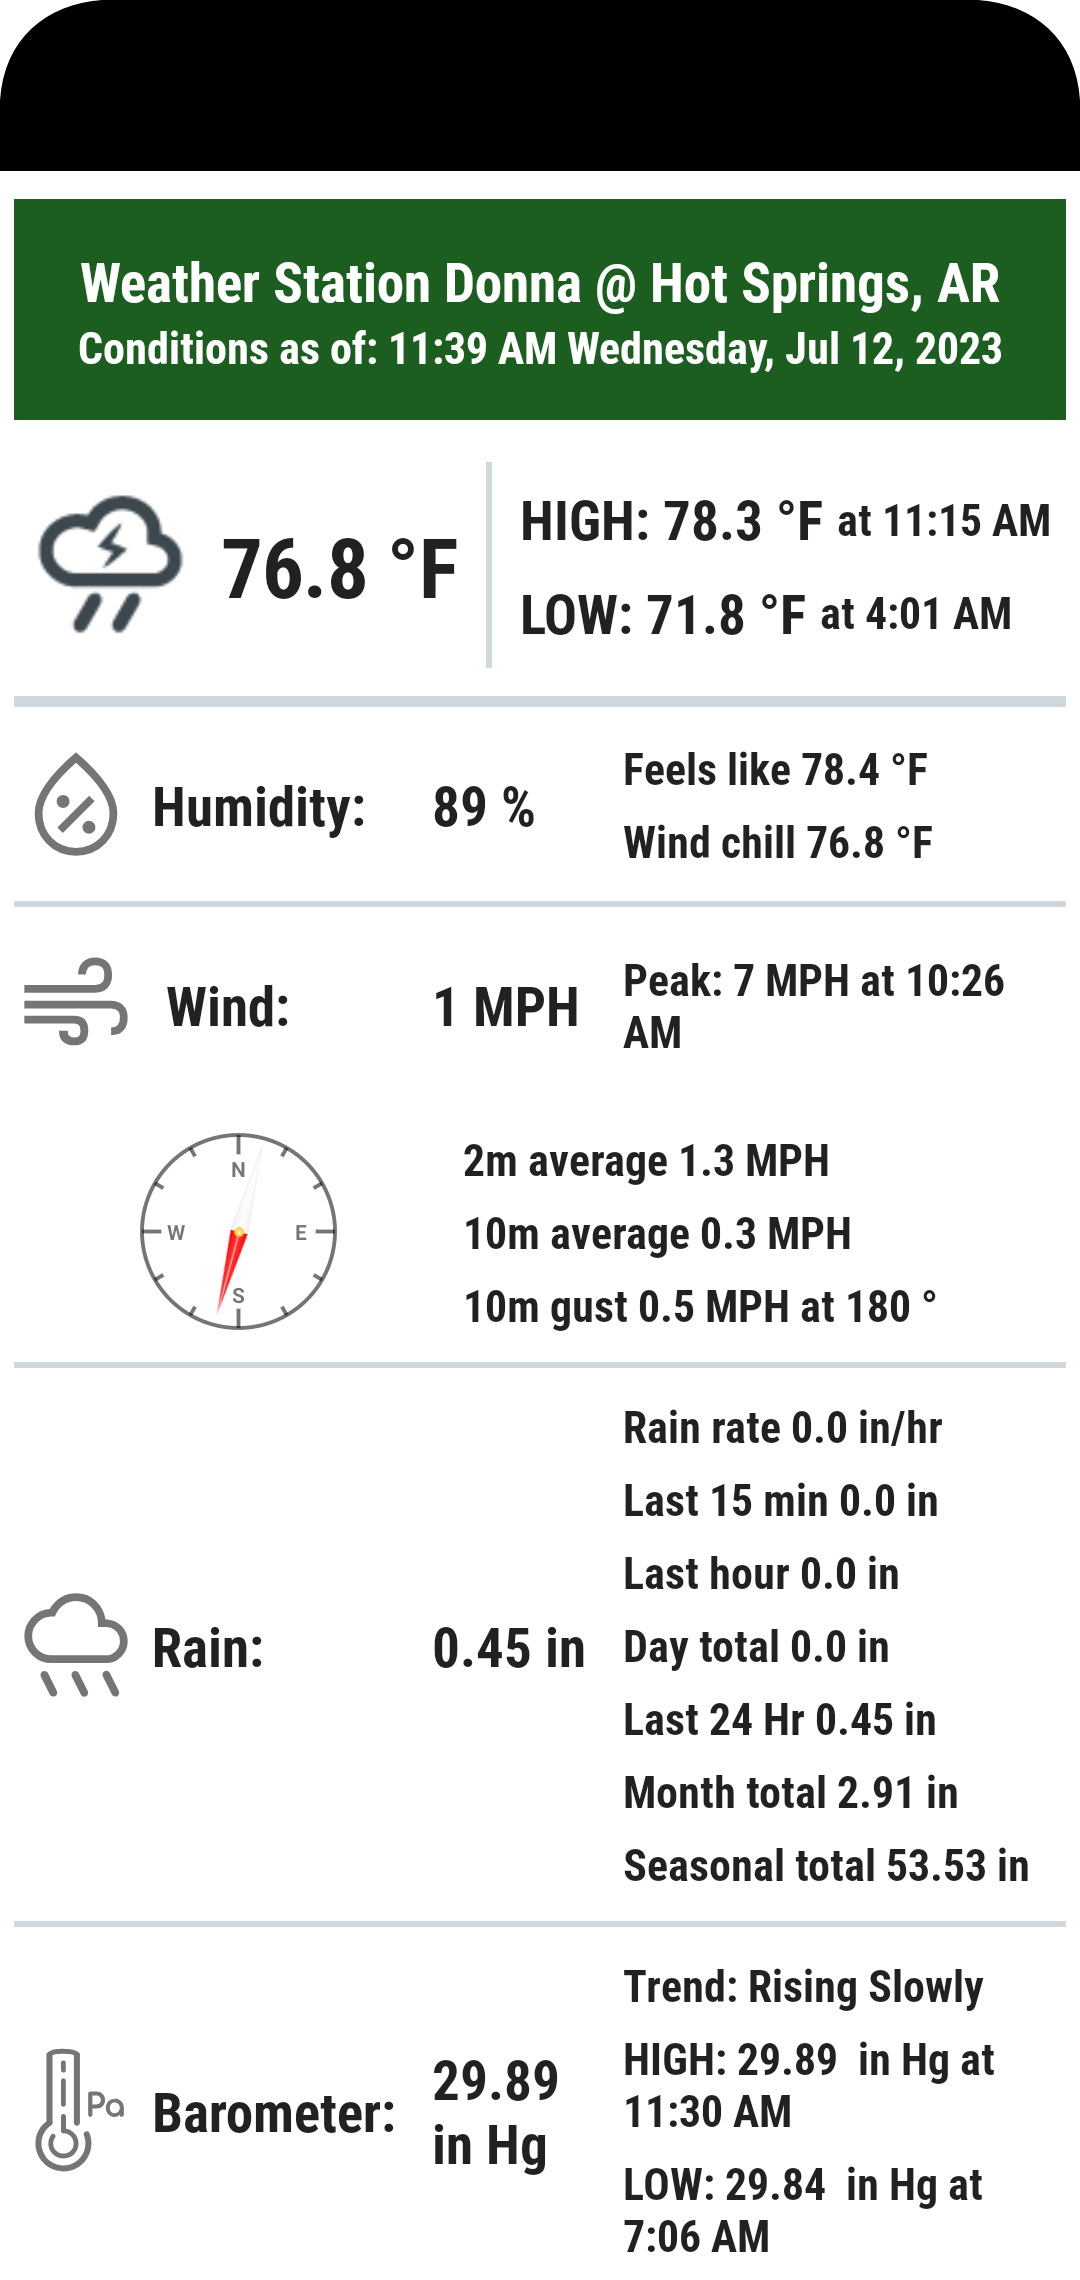 Weather Station Donna @ Hot Springs, AR
Conditions as of: 11:39 AM Wednesday, Jul 12, 2023
76.8 °F
HIGH: 78.3 °F at 11:15 AM
LOW: 71.8 °F at 4:01 AM
Humidity:
89 %
Feels like 78.4 °F
Wind chill 76.8 °F
Wind:
1 MPH
Peak: 7 MPH at 10:26
AM
N
W
E
S
2m average 1.3 MPH
10m average 0.3 MPH
10m gust 0.5 MPH at 180 °
Rain:
0.45 in
Rain rate 0.0 in/hr
Last 15 min 0.0 in
Last hour 0.0 in
Day total 0.0 in
Last 24 Hr 0.45 in
Month total 2.91 in
Seasonal total 53.53 in
Pa
Barometer:
29.89
in Hg
Trend: Rising Slowly
HIGH: 29.89 in Hg at
11:30 AM
LOW: 29.84 in Hg at
7:06 AM